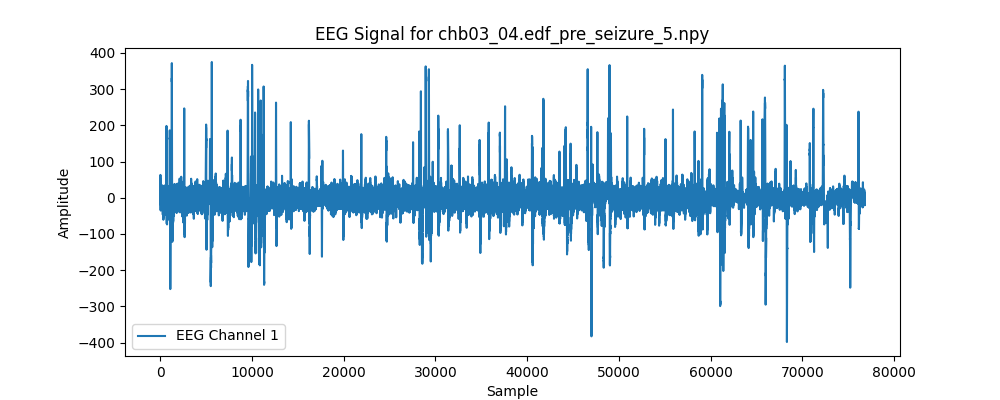 EEG Signal for chb03_04.edf_pre_seizure_5.npy
400
300
200
100
0
−100
−200
−300
−400
Amplitude
EEG Channel 1
0 10000 20000 30000 40000 50000 60000 70000 80000
Sample